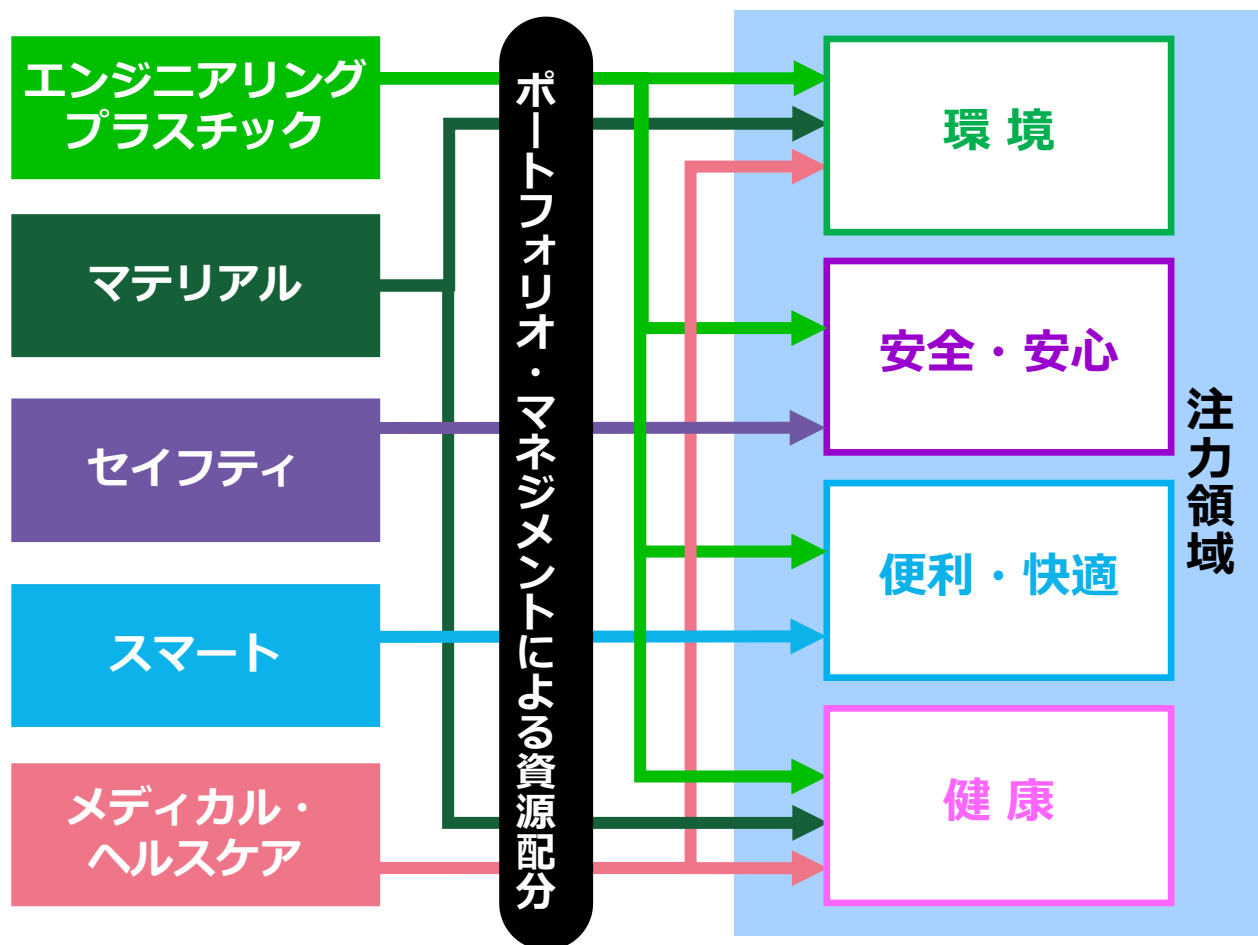 エンジニアリング
プラスチック
マテリアル
セイフティ
スマート
メディカル・
ヘルスケア
ポートフォリオ・マネジメントによる資源配分
環 境
安全・安心
便利・快適
健 康
注力領域